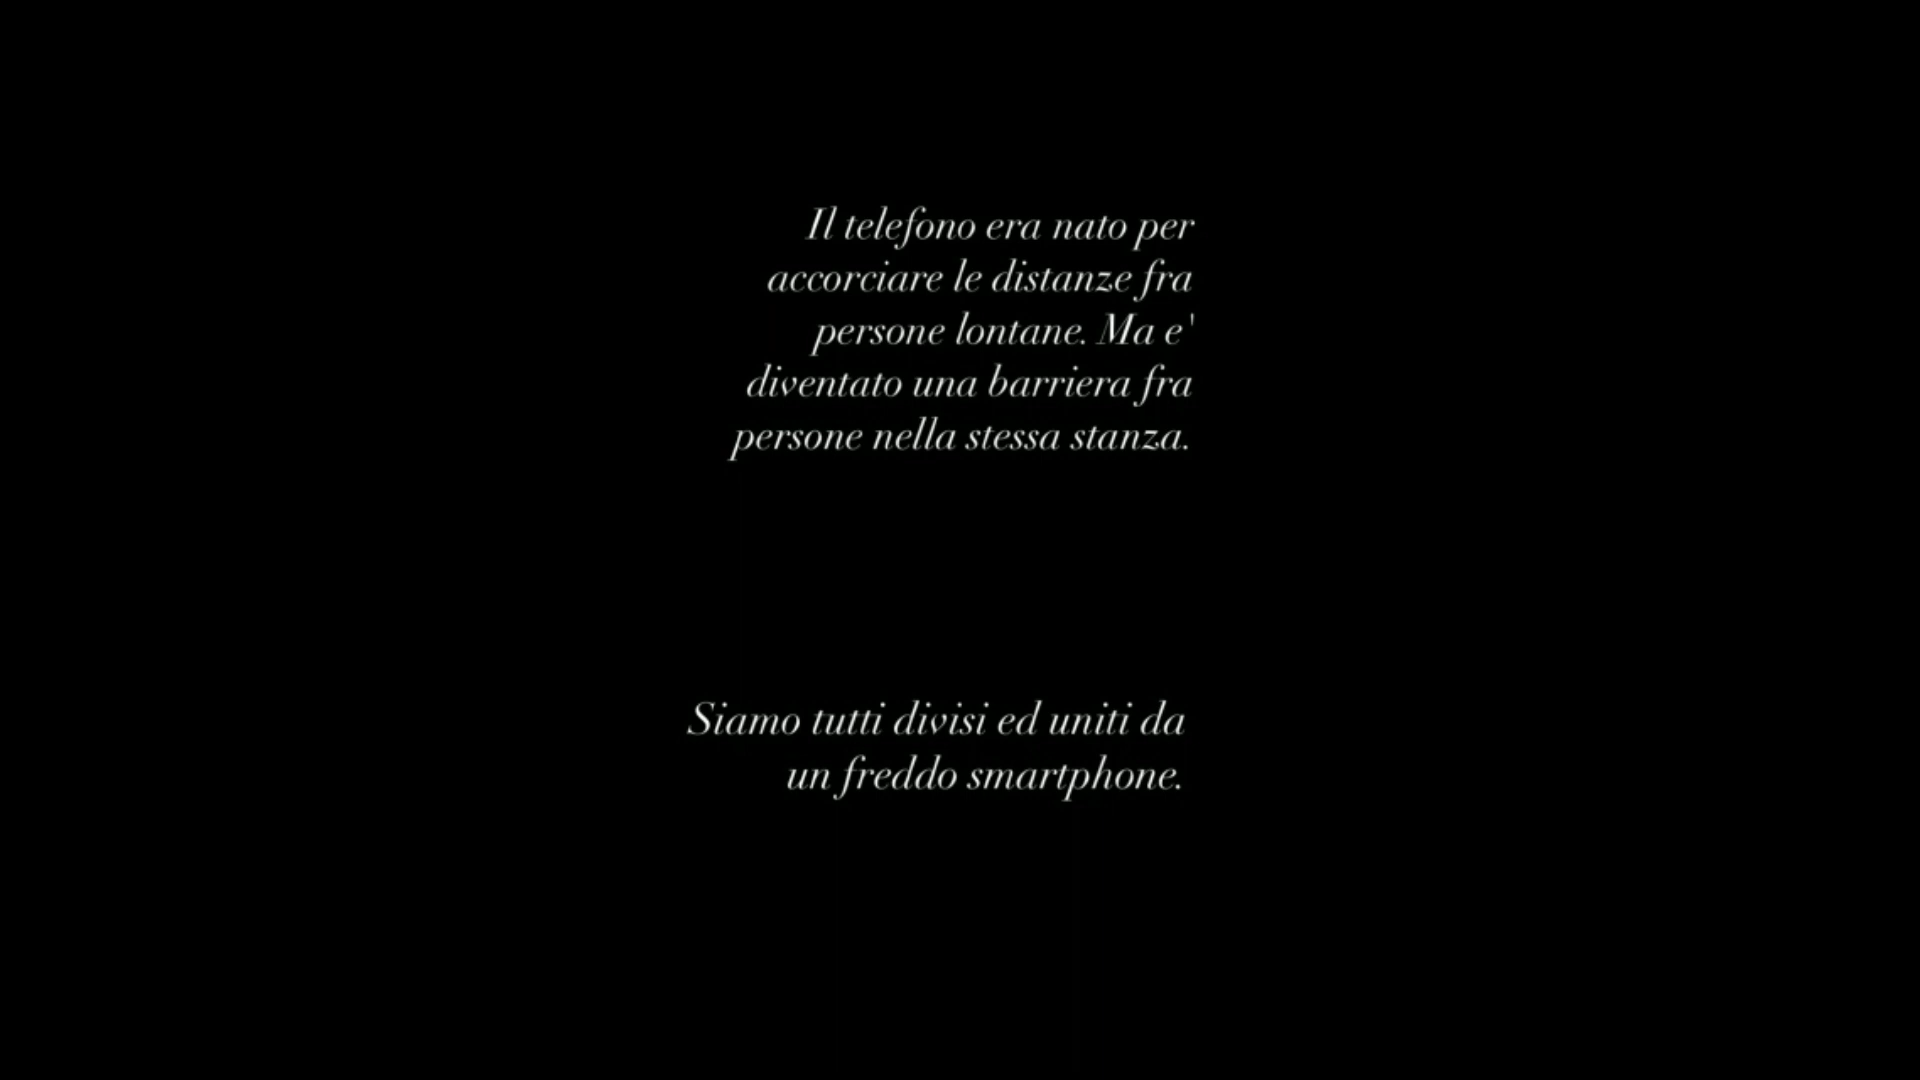 Il telefono era nato per
accorciare le distanze fra
persone lontane. Ma e'
diventato una barriera fra
persone nella stessa stanza.
Siamo tutti divisi ed uniti da
un freddo smartphone.